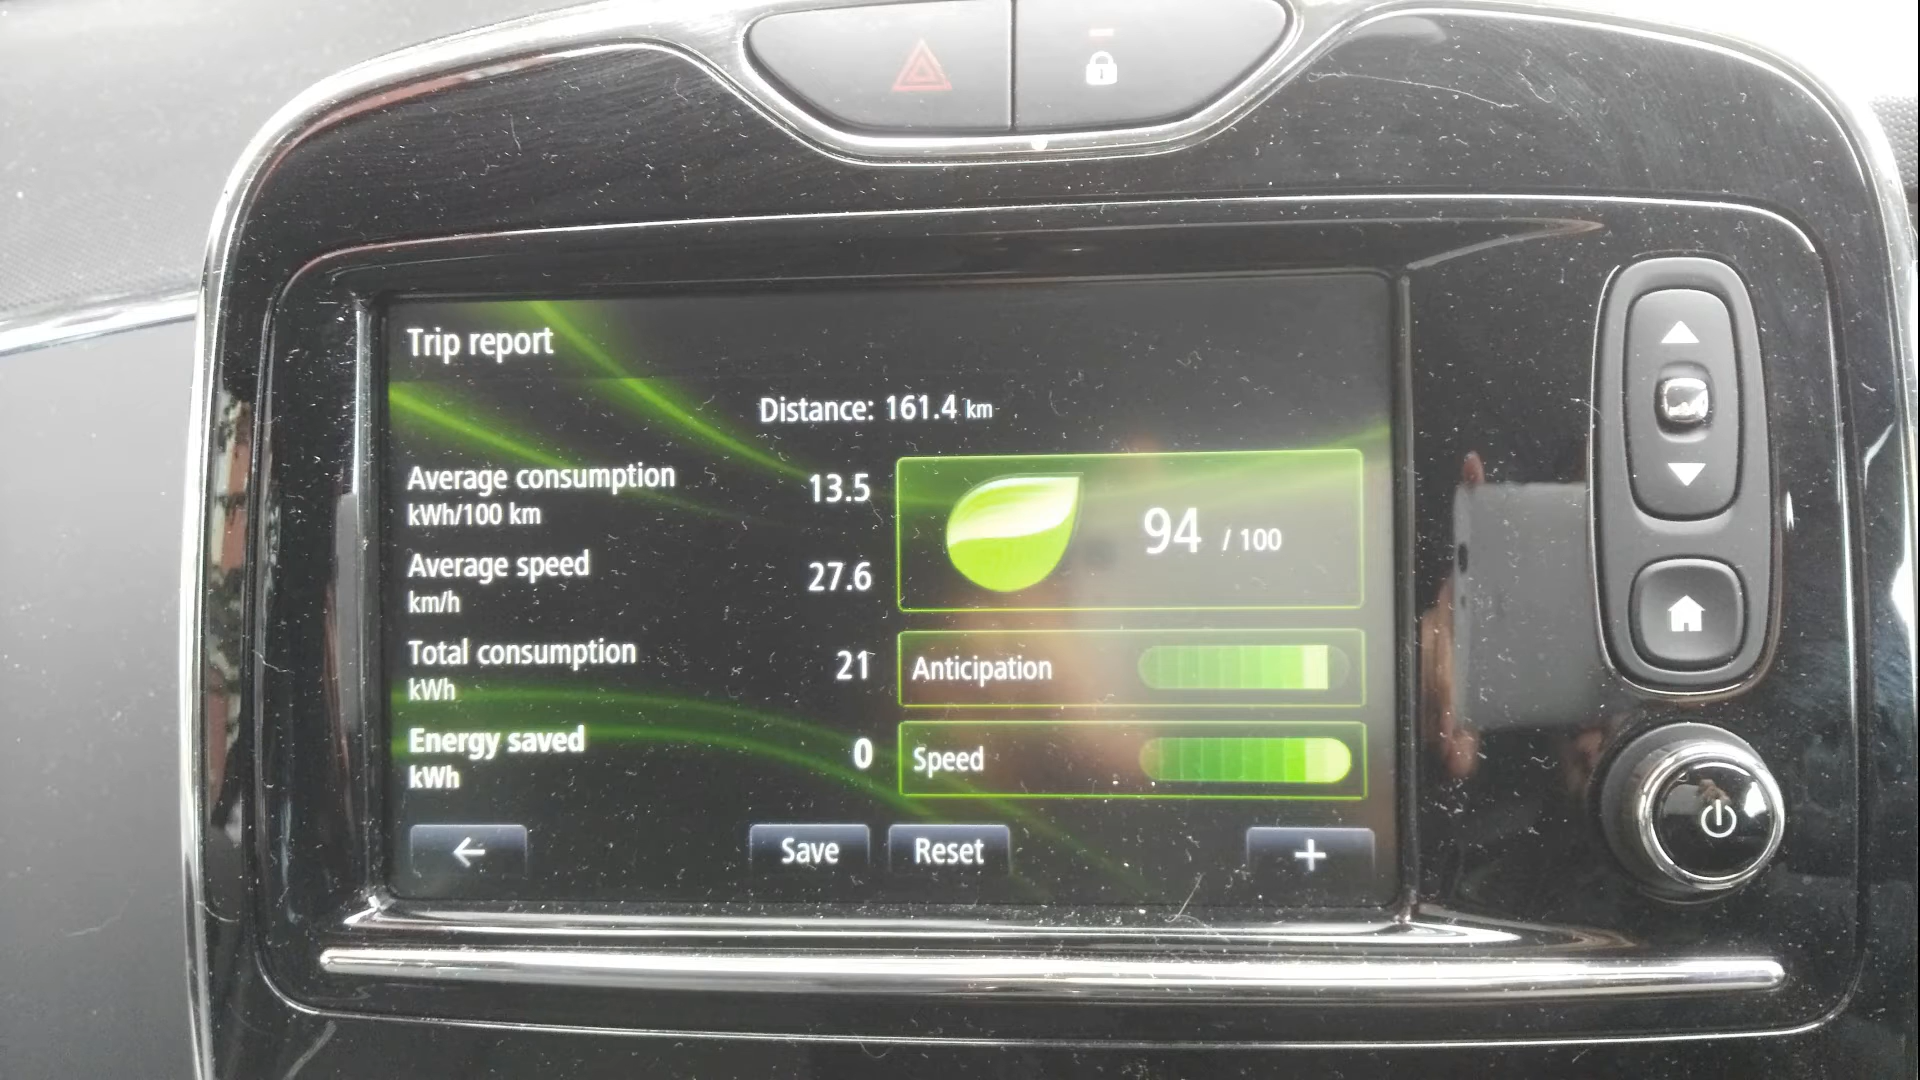 Trip report
Distance: 161.4 km
Average consumption 13.5
kWh/100 km
94 / 100
Average speed 27.6
km/h
Total consumption 21
kWh
Anticipation
Energy saved 0
kWh
Speed
Save Reset +